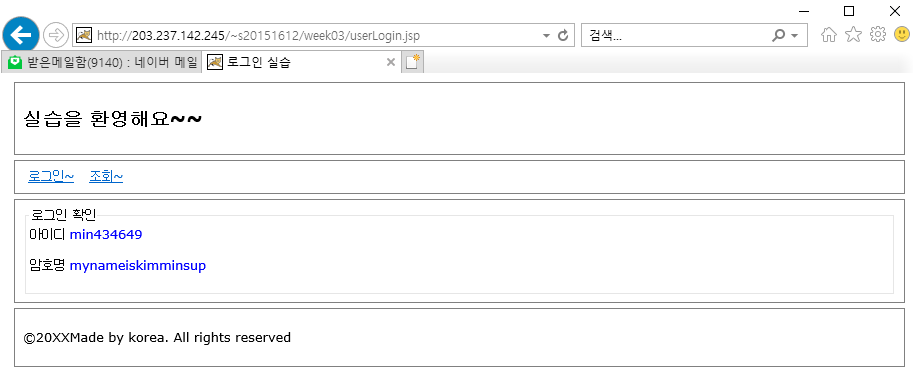 http://203.237.142.245/~s20151612/week03/userLogin.jsp
검색...
받은메일함(9140) : 네이버 메일
로그인 실습
실습을 환영해요~~
로그인~ 조회~
로그인 확인
아이디 min434649
암호명 mynameiskimminsup
©20XXMade by korea. All rights reserved